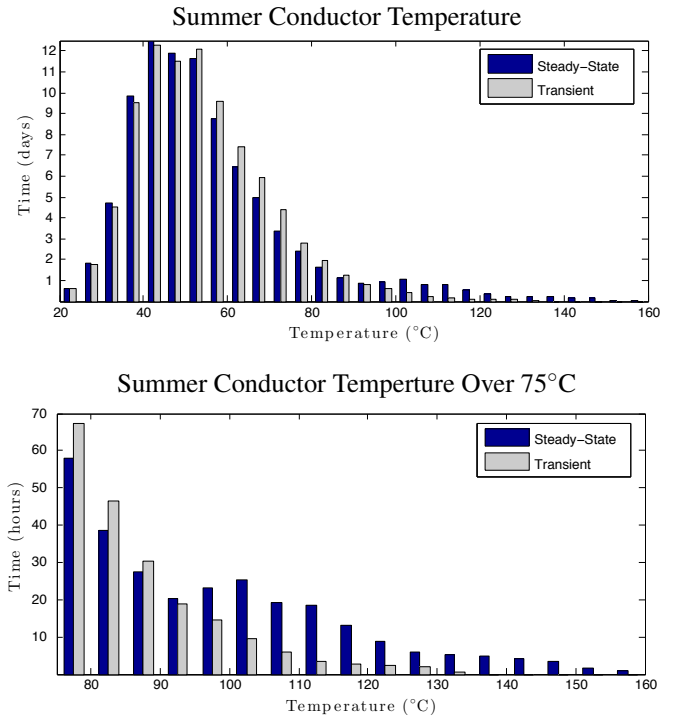 Summer Conductor Temperature
12
11
10
9
8
7
6
5
4
3
2
1
Time (days)
Steady-State
Transient
20 40 60 80 100 120 140 160
Temperature (°C)
Summer Conductor Temperture Over 75°C
70
60
50
40
30
20
10
Time (hours)
Steady-State
Transient
80 90 100 110 120 130 140 150 160
Temperature (°C)